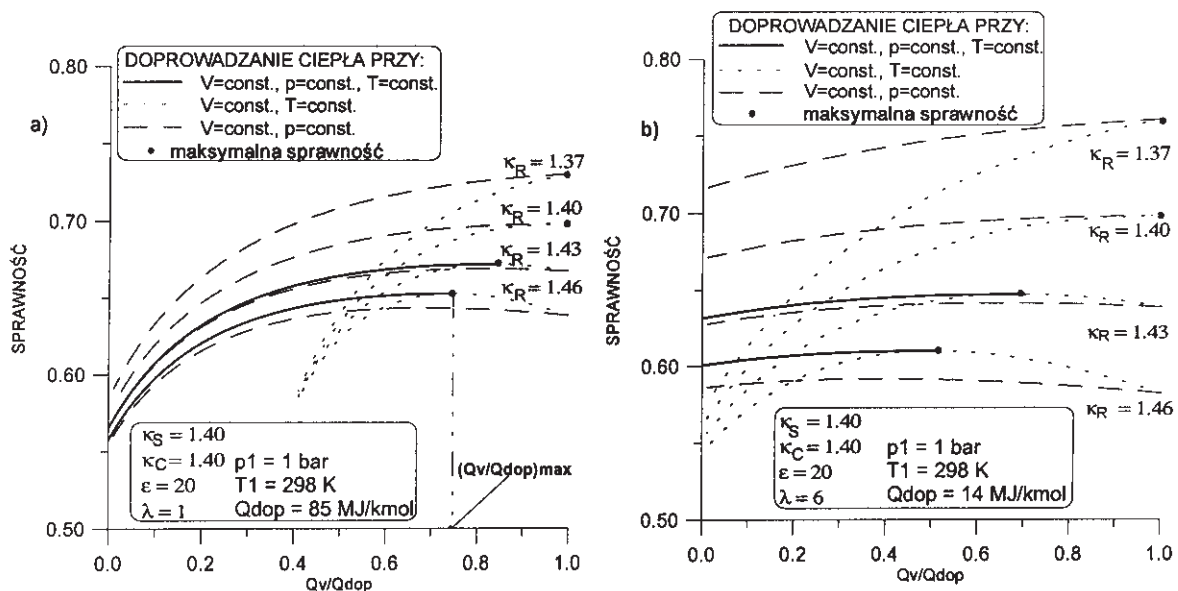 DOPROWADZANIE CIEPŁA PRZY:
V=const., p=const., T=const.
V=const., T=const.
V=const., p=const.
maksymalna sprawność
a)
0.80
0.70
0.60
0.50
SPRAWNOŚĆ
κR = 1.37
κR = 1.40
κR = 1.43
κR = 1.46
κS = 1.40
κC = 1.40 p1 = 1 bar
ε = 20 T1 = 298 K
λ = 1 Qdop = 85 MJ/kmol
(Qv/Qdop)max
0.0 0.2 0.4 0.6 0.8 1.0
Qv/Qdop
DOPROWADZANIE CIEPŁA PRZY:
V=const., p=const., T=const.
V=const., T=const.
V=const., p=const.
maksymalna sprawność
b)
0.80
0.70
0.60
0.50
SPRAWNOŚĆ
κR = 1.37
κR = 1.40
κR = 1.43
κR = 1.46
κS = 1.40
κC = 1.40 p1 = 1 bar
ε = 20 T1 = 298 K
λ = 6 Qdop = 14 MJ/kmol
0.0 0.2 0.4 0.6 0.8 1.0
Qv/Qdop